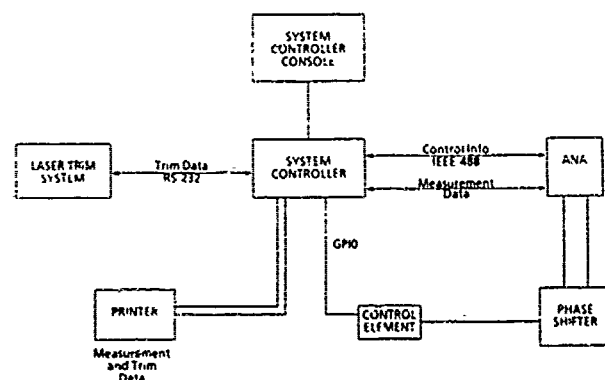 SYSTEM
CONTROLLER
CONSOLE
LASER TRIM
SYSTEM
Trim Data
RS 232
SYSTEM
CONTROLLER
Control Info
IEEE 488
Measurement
Data
ANA
GPIO
PRINTER
Measurement
and Trim
Data
CONTROL
ELEMENT
PHASE
SHIFTER